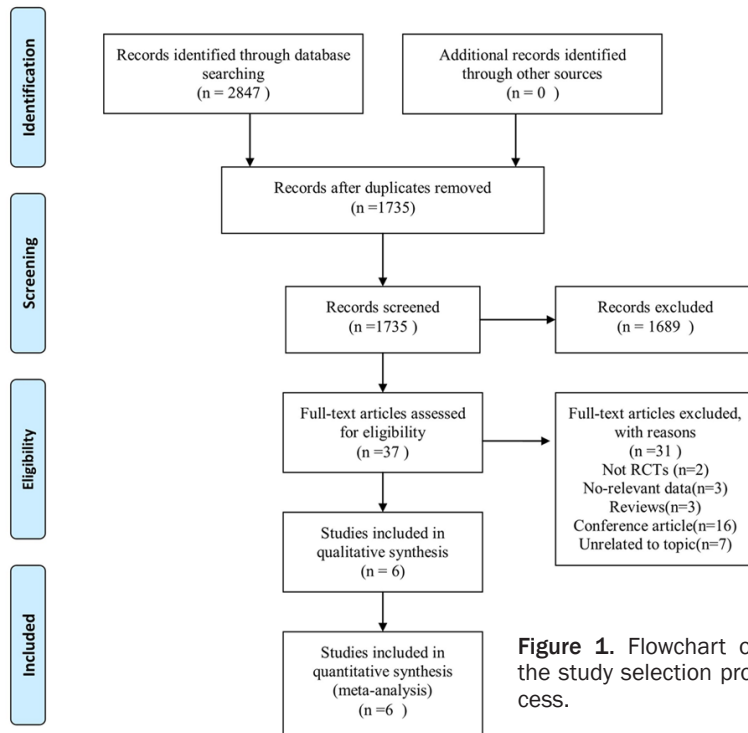 Identification
Records identified through database
searching
(n = 2847 )
Additional records identified
through other sources
(n = 0 )
Records after duplicates removed
(n =1735)
Screening
Records screened
(n =1735 )
Records excluded
(n = 1689 )
Eligibility
Full-text articles assessed
for eligibility
(n =37 )
Full-text articles excluded,
with reasons
(n =31 )
Not RCTs (n=2)
No-relevant data(n=3)
Reviews(n=3)
Conference article(n=16)
Unrelated to topic(n=7)
Studies included in
qualitative synthesis
(n = 6)
Included
Studies included in
quantitative synthesis
(meta-analysis)
(n =6 )
Figure 1. Flowchart o
the study selection pro
cess.